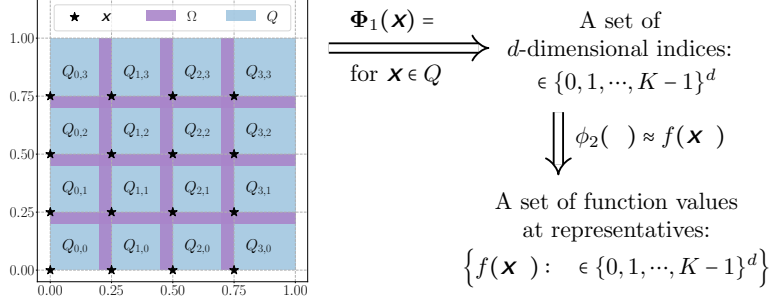 x Ω Q
1.00
0.75
0.50
0.25
0.00
Q0,3 Q1,3 Q2,3 Q3,3
Q0,2 Q1,2 Q2,2 Q3,2
Q0,1 Q1,1 Q2,1 Q3,1
Q0,0 Q1,0 Q2,0 Q3,0
0.00 0.25 0.50 0.75 1.00
Φ1(x) =
for x ∈ Q
A set of
d-dimensional indices:
∈ {0, 1, ⋯, K − 1}^d
ϕ2( ) ≈ f(x )
A set of function values
at representatives:
{f(x ) : ∈ {0, 1, ⋯, K − 1}^d}